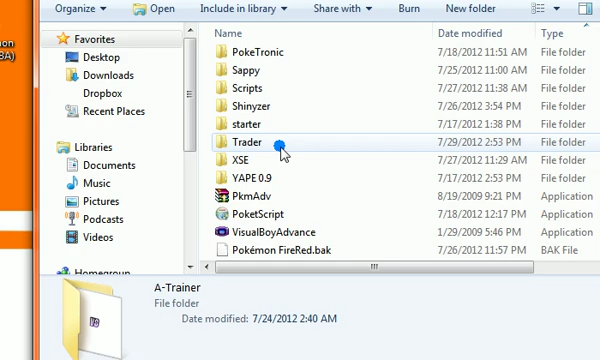 Organize Open Include in library Share with Burn New folder
Favorites
Desktop
Downloads
Dropbox
Recent Places
Libraries
Documents
Music
Pictures
Podcasts
Videos
Homegroup
Name Date modified Type
PokeTronic 7/18/2012 11:51 AM File folder
Sappy 7/25/2012 11:00 AM File folder
Scripts 7/27/2012 11:38 AM File folder
Shinyzer 7/26/2012 3:54 PM File folder
starter 7/17/2012 1:38 PM File folder
Trader 7/29/2012 2:53 PM File folder
XSE 7/27/2012 11:29 AM File folder
YAPE 0.9 7/17/2012 2:53 PM File folder
PkmAdv 8/19/2009 9:21 PM Application
PoketScript 7/18/2012 12:17 PM Application
VisualBoyAdvance 1/29/2009 5:46 PM Application
Pokémon FireRed.bak 7/26/2012 11:57 PM BAK File
A-Trainer
File folder
Date modified: 7/24/2012 2:40 AM